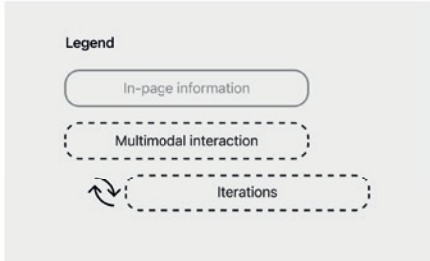 Legend
In-page information
Multimodal interaction
Iterations